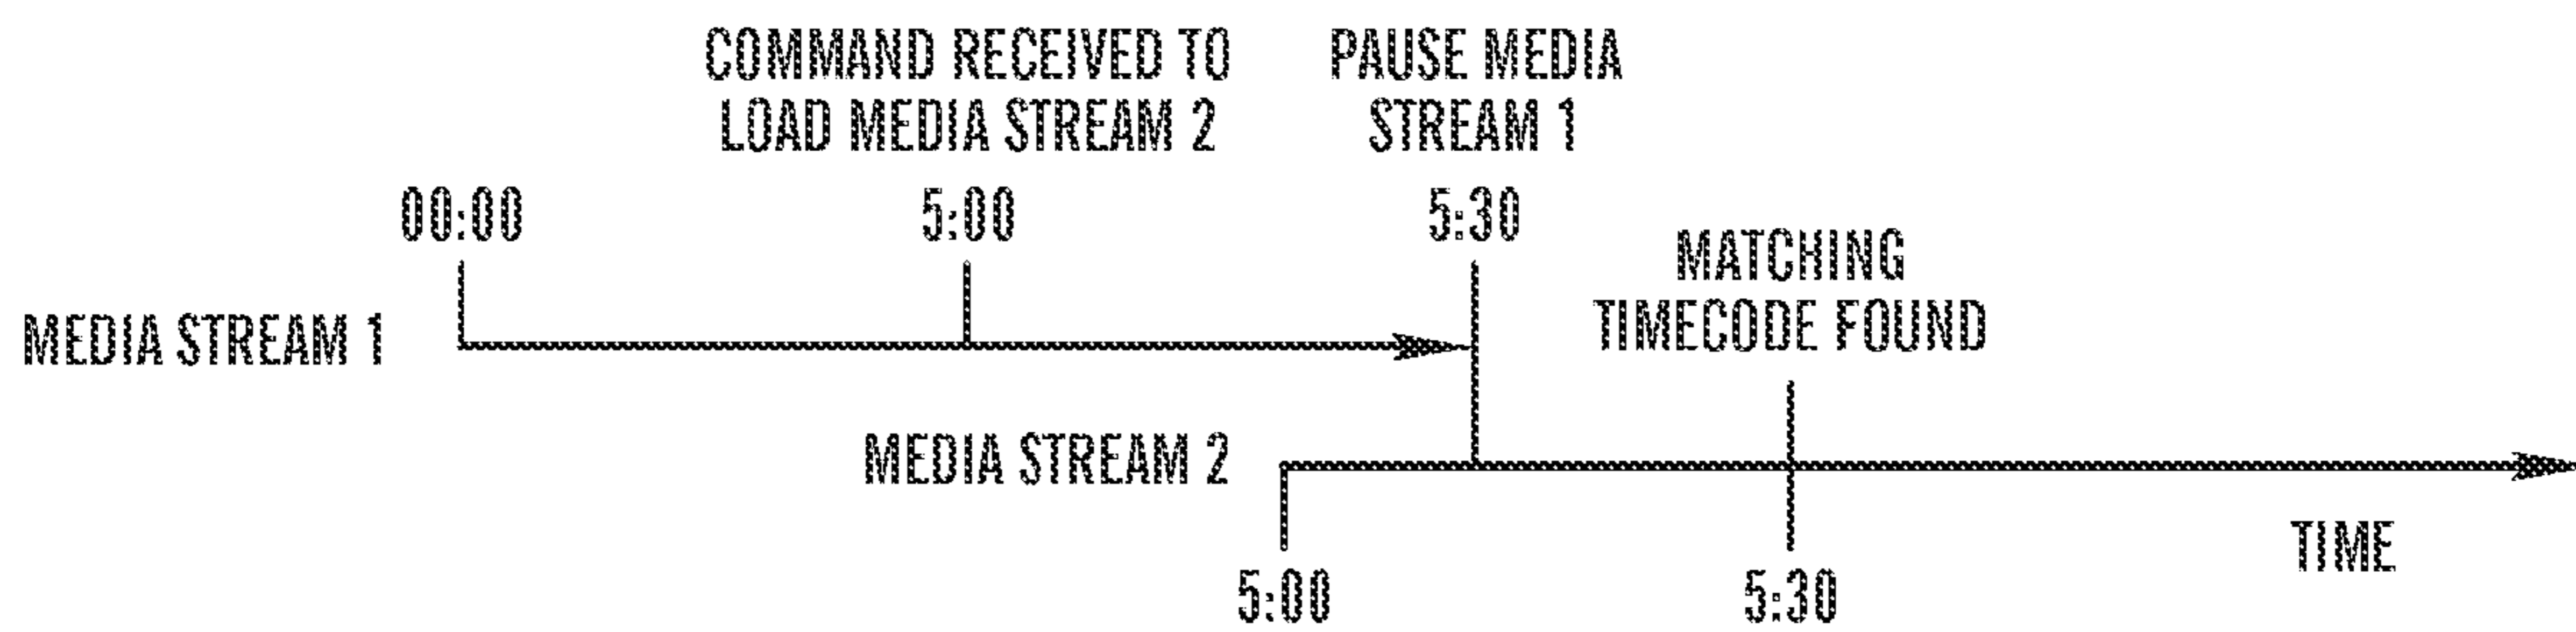 COMMAND RECEIVED TO
LOAD MEDIA STREAM 2
PAUSE MEDIA
STREAM 1
00:00
5:00
5:30
MATCHING
TIMECODE FOUND
MEDIA STREAM 1
MEDIA STREAM 2
TIME
5:00
5:30